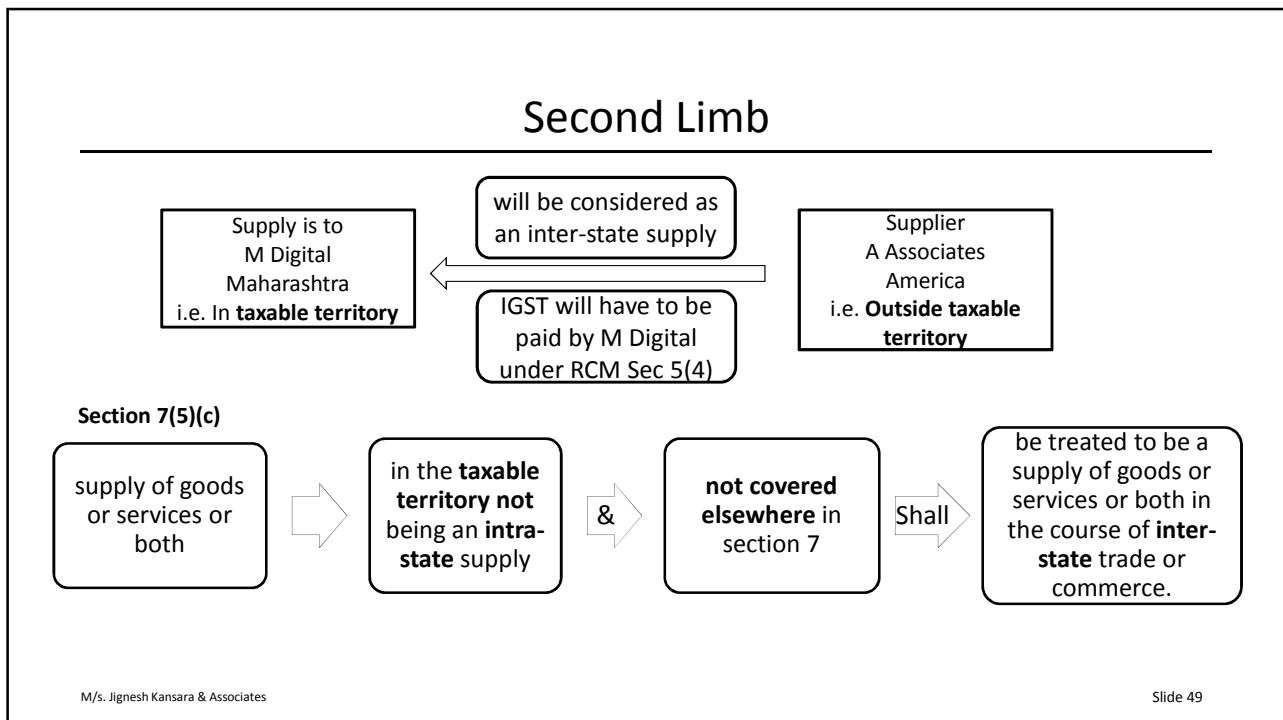 Second Limb
Supply is to
M Digital
Maharashtra
i.e. In taxable territory
will be considered as
an inter-state supply
IGST will have to be
paid by M Digital
under RCM Sec 5(4)
Supplier
A Associates
America
i.e. Outside taxable
territory
Section 7(5)(c)
supply of goods
or services or
both
in the taxable
territory not
being an intra-
state supply
&
not covered
elsewhere in
section 7
Shall
be treated to be a
supply of goods or
services or both in
the course of inter-
state trade or
commerce.
M/s. Jignesh Kansara & Associates
Slide 49